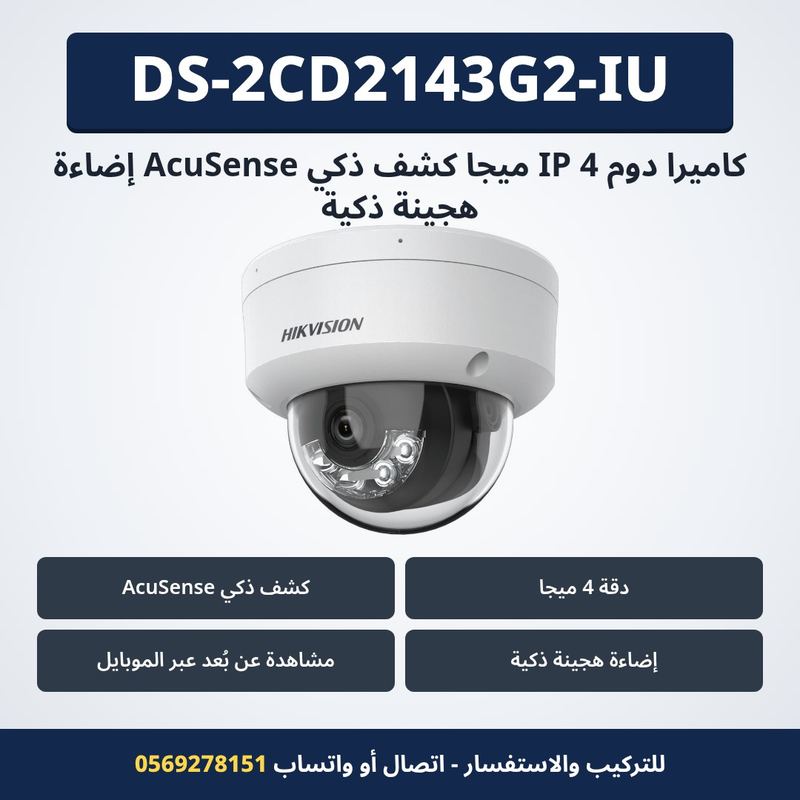 DS-2CD2143G2-IU
كاميرا دوم IP 4 ميجا كشف ذكي AcuSense إضاءة
هجينة ذكية
HIKVISION
دقة 4 ميجا
كشف ذكي AcuSense
إضاءة هجينة ذكية
مشاهدة عن بُعد عبر الموبايل
للتركيب والاستفسار - اتصال أو واتساب 0569278151